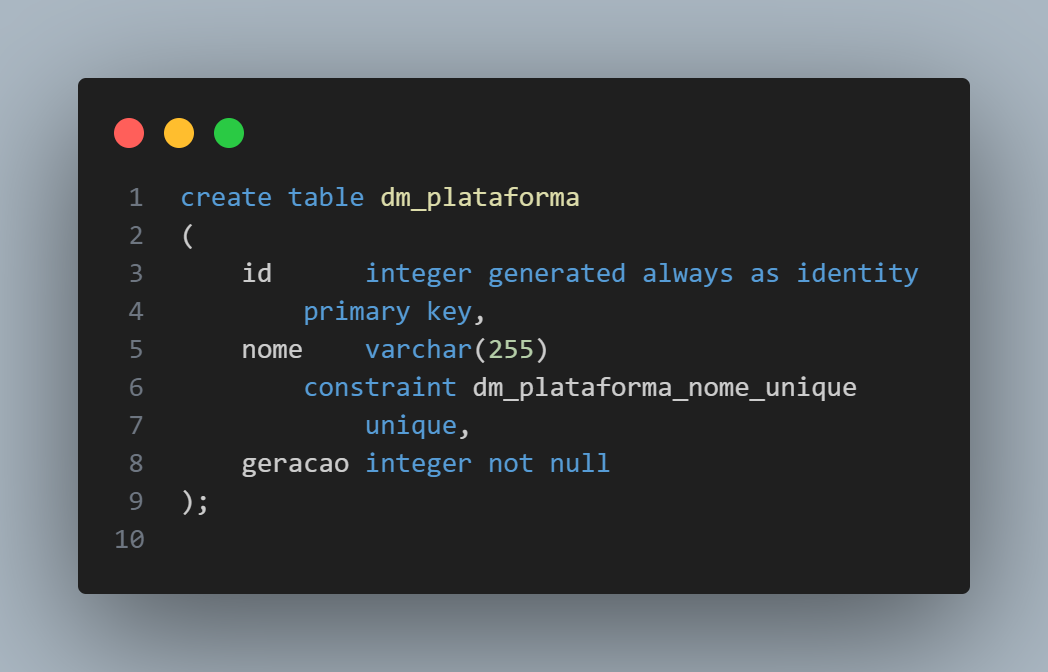 1 create table dm_plataforma
2 (
3     id      integer generated always as identity
4         primary key,
5     nome    varchar(255)
6         constraint dm_plataforma_nome_unique
7             unique,
8     geracao integer not null
9 );
10